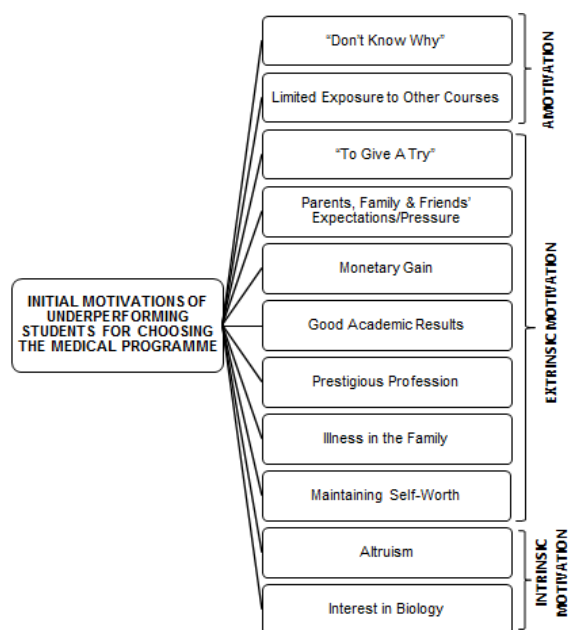 "Don't Know Why"
Limited Exposure to Other Courses
AMOTIVATION
"To Give A Try"
Parents, Family & Friends'
Expectations/Pressure
Monetary Gain
INITIAL MOTIVATIONS OF
UNDERPERFORMING
STUDENTS FOR CHOOSING
THE MEDICAL PROGRAMME
Good Academic Results
Prestigious Profession
Illness in the Family
Maintaining Self-Worth
EXTRINSIC MOTIVATION
Altruism
Interest in Biology
INTRINSIC
MOTIVATION